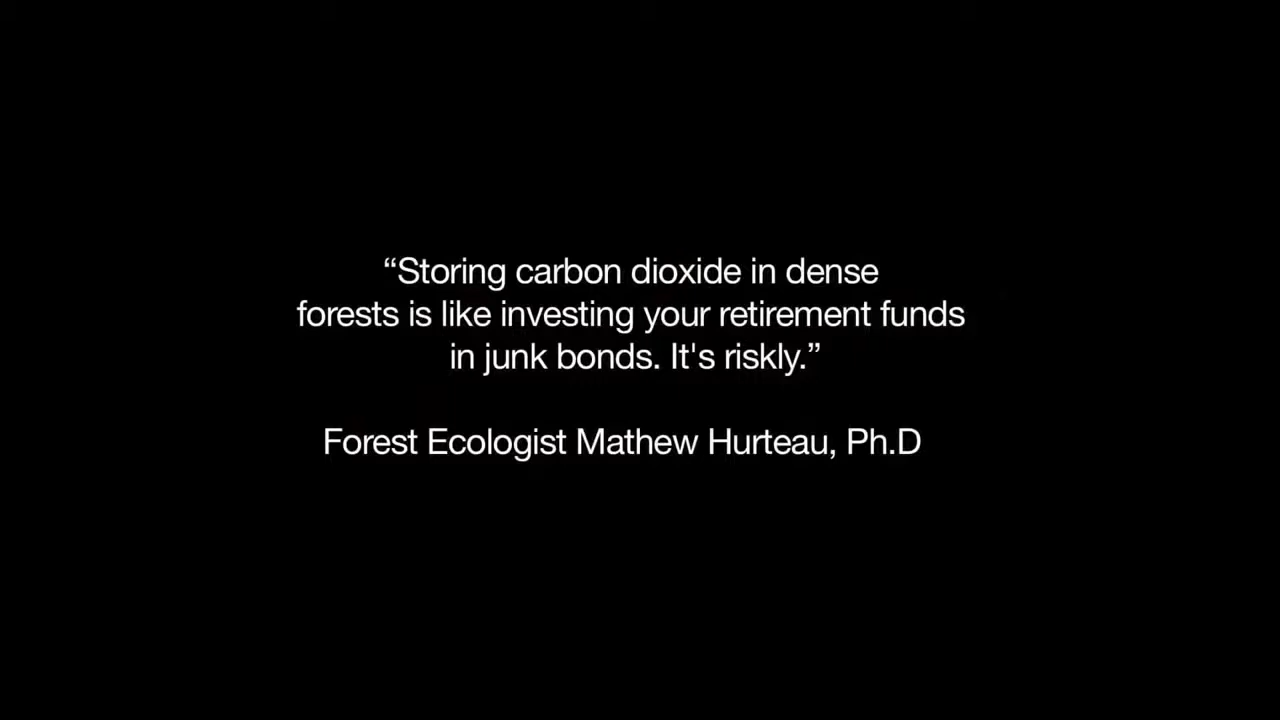 “Storing carbon dioxide in dense
forests is like investing your retirement funds
in junk bonds. It's riskly.”
Forest Ecologist Mathew Hurteau, Ph.D